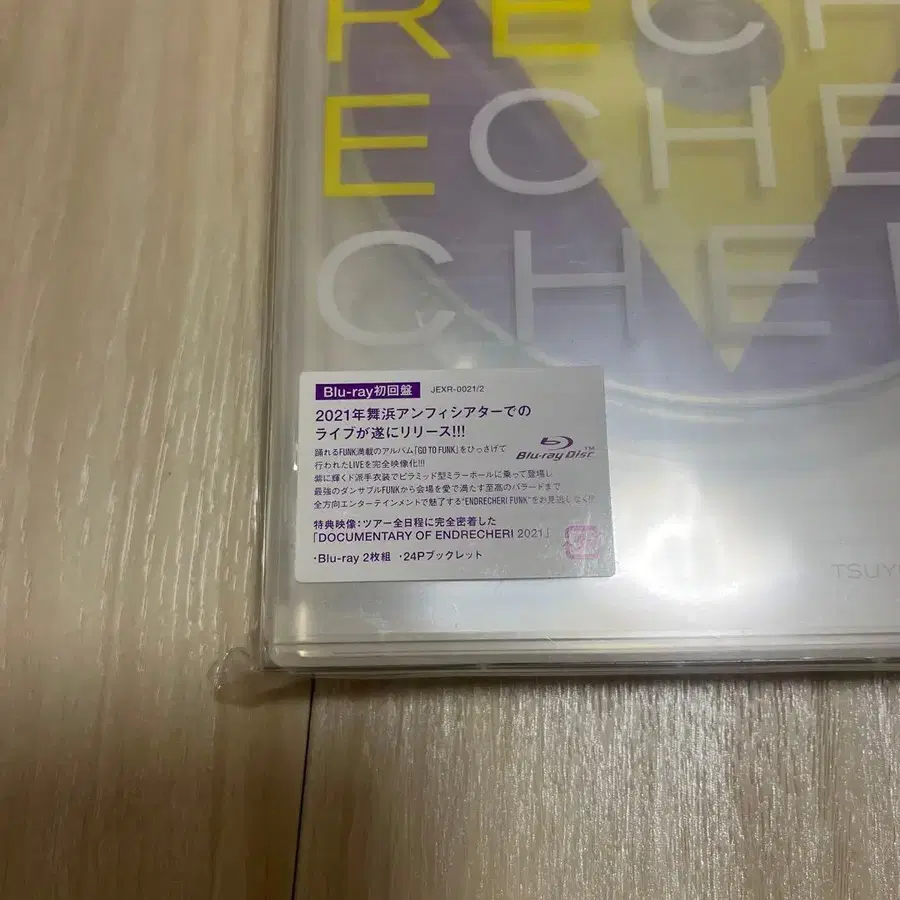 RECH
ECHE
CHE
Blu-ray初回盤 JEXR-0021/2
2021年舞浜アンフィシアターでの
ライブが遂にリリース!!!
踊れるFUNK満載のアルバム「GO TO FUNK」をひっさげて
行われたLIVEを完全映像化!!!
紫に輝くド派手衣装でピラミッド型ミラーボールに乗って登場し
最強のダンサブルFUNKから会場を愛で満たす至高のバラードまで
全方向エンターテインメントで魅了する"ENDRECHERI FUNK"をお見逃しなく!!
Blu-ray Disc™
特典映像:ツアー全日程に完全密着した
「DOCUMENTARY OF ENDRECHERI 2021」
・Blu-ray 2枚組 ・24Pブックレット
TSUY